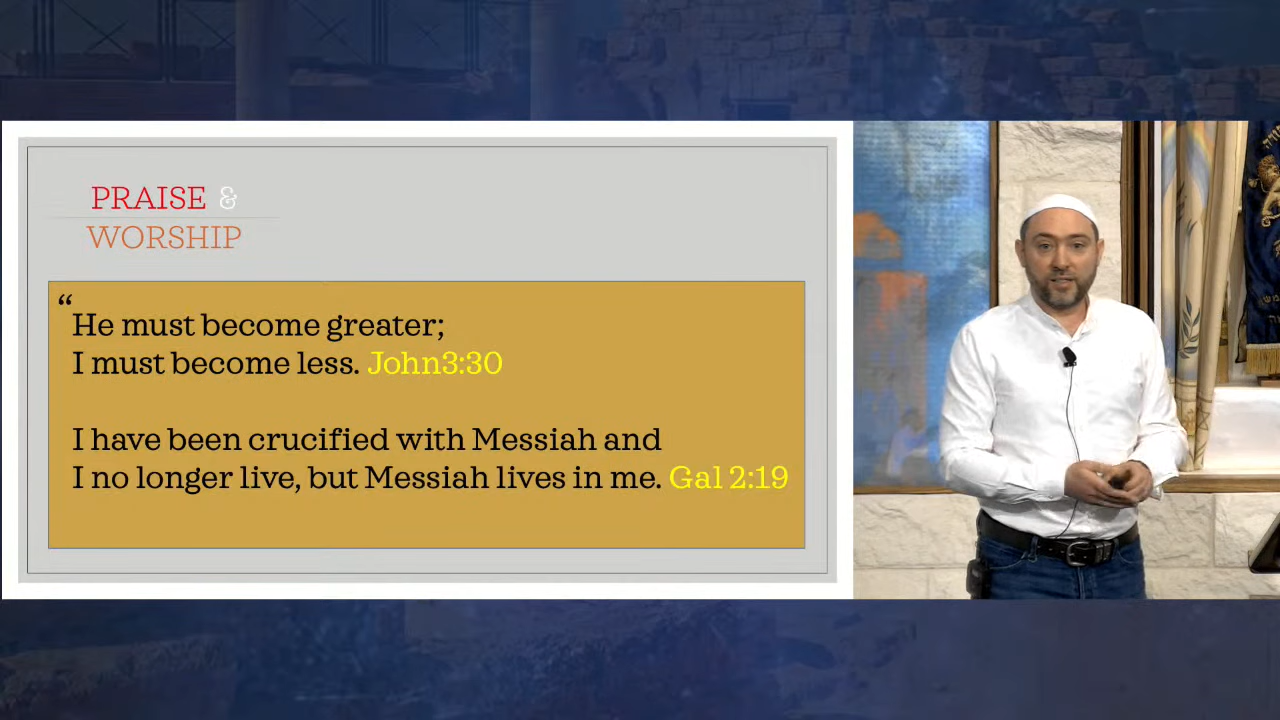 PRAISE &
WORSHIP
“
He must become greater;
I must become less. John3:30
I have been crucified with Messiah and
I no longer live, but Messiah lives in me. Gal 2:19